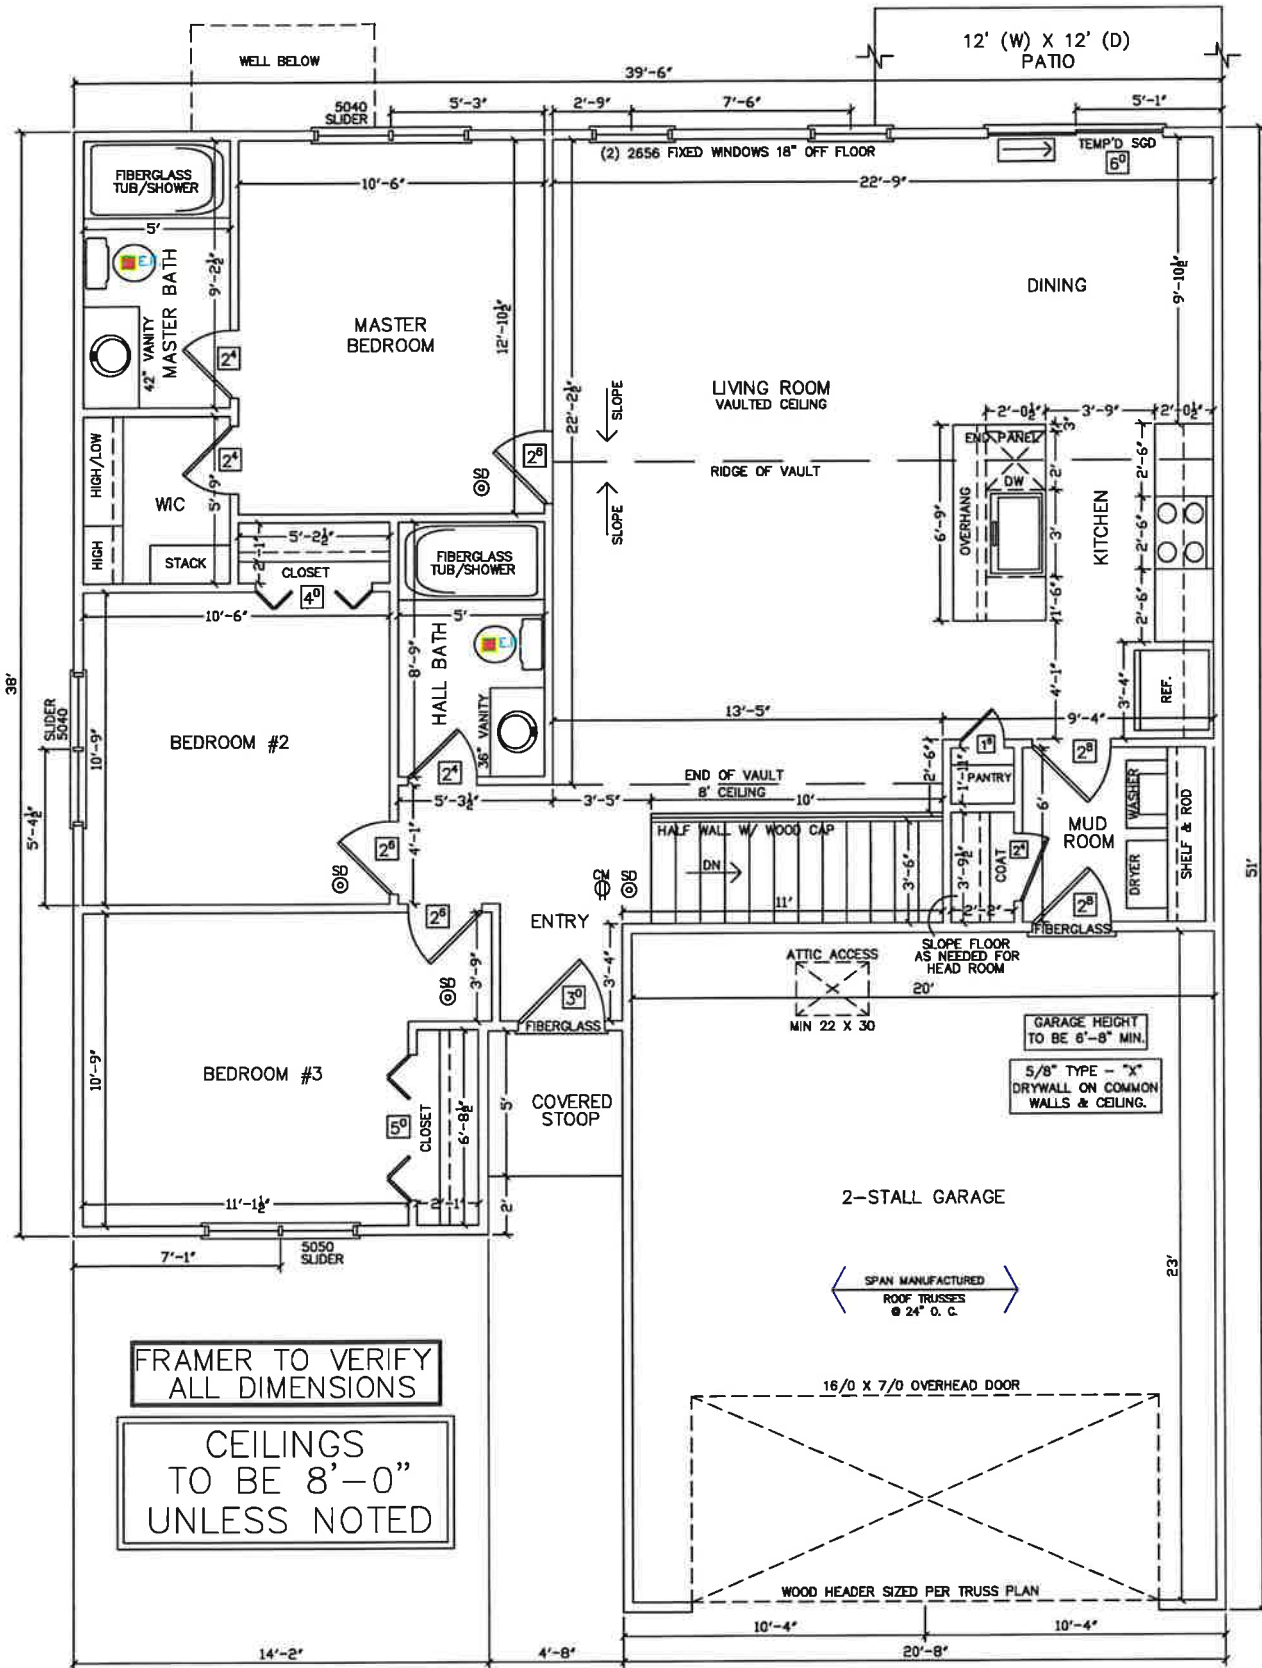 12' (W) X 12' (D)
PATIO
WELL BELOW
39'-6"
5040
SLIDER
5'-3"
2'-9"
7'-6"
5'-1"
(2) 2656 FIXED WINDOWS 18" OFF FLOOR
TEMP'D SGD
6⁰
FIBERGLASS
TUB/SHOWER
10'-6"
22'-9"
5'
MASTER BATH
9'-2½"
42" VANITY
2⁴
MASTER
BEDROOM
12'-10½"
22'-2½"
DINING
9'-10½"
LIVING ROOM
VAULTED CEILING
SLOPE
RIDGE OF VAULT
SLOPE
2'-0½"
3'-9"
2'-0½"
3"
END PANEL
DW
2'
3'
1'-6"
OVERHANG
6'-9"
KITCHEN
2'-6"
2'-6"
2'-6"
HIGH/LOW
HIGH
WIC
2⁴
5'-9"
STACK
SD
2⁶
5'-2½"
2'-1"
CLOSET
4⁰
FIBERGLASS
TUB/SHOWER
10'-6"
5'
8'-9"
HALL BATH
36" VANITY
4'-1"
3'-4"
REF.
38'
SLIDER
5040
10'-9"
BEDROOM #2
5'-4½"
13'-5"
9'-4"
2⁴
5'-3½"
3'-5"
END OF VAULT
8' CEILING
10'
2'-6"
1⁶
1'-11"
PANTRY
2⁸
6'
WASHER
MUD
ROOM
DRYER
SHELF & ROD
HALF WALL W/ WOOD CAP
DN
3'-6"
3'-9½"
COAT
2⁴
4'-1"
2⁶
SD
CM
SD
11'
2'-2"
2⁸
FIBERGLASS
51'
2⁶
ENTRY
SLOPE FLOOR
AS NEEDED FOR
HEAD ROOM
3'-9"
SD
3'-4"
3⁰
FIBERGLASS
ATTIC ACCESS
MIN 22 X 30
20'
GARAGE HEIGHT
TO BE 6'-8" MIN.
5/8" TYPE - "X"
DRYWALL ON COMMON
WALLS & CEILING.
10'-9"
BEDROOM #3
5⁰
CLOSET
6'-8½"
5'
COVERED
STOOP
11'-1½"
2'-1"
2'
5050
SLIDER
7'-1"
2-STALL GARAGE
23'
SPAN MANUFACTURED
ROOF TRUSSES
@ 24" O. C.
FRAMER TO VERIFY
ALL DIMENSIONS
CEILINGS
TO BE 8'-0"
UNLESS NOTED
16/0 X 7/0 OVERHEAD DOOR
WOOD HEADER SIZED PER TRUSS PLAN
10'-4"
10'-4"
14'-2"
4'-8"
20'-8"